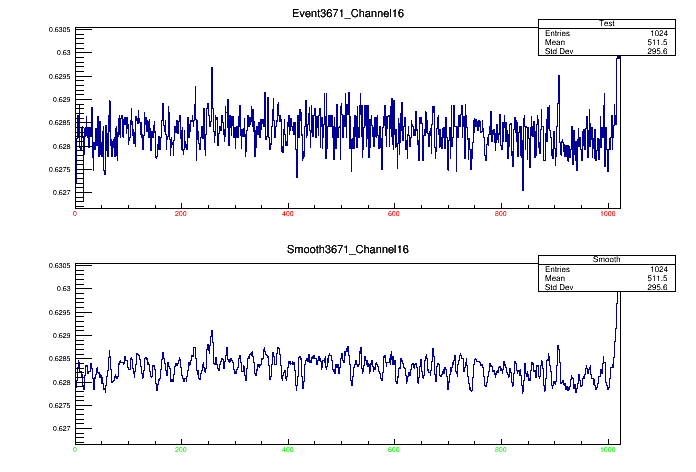 Event3671_Channel16
Test
Entries 1024
Mean 511.5
Std Dev 295.6
0.6305
0.63
0.6295
0.629
0.6285
0.628
0.6275
0.627
0 200 400 600 800 1000
Smooth3671_Channel16
Smooth
Entries 1024
Mean 511.5
Std Dev 295.6
0.6305
0.63
0.6295
0.629
0.6285
0.628
0.6275
0.627
0 200 400 600 800 1000